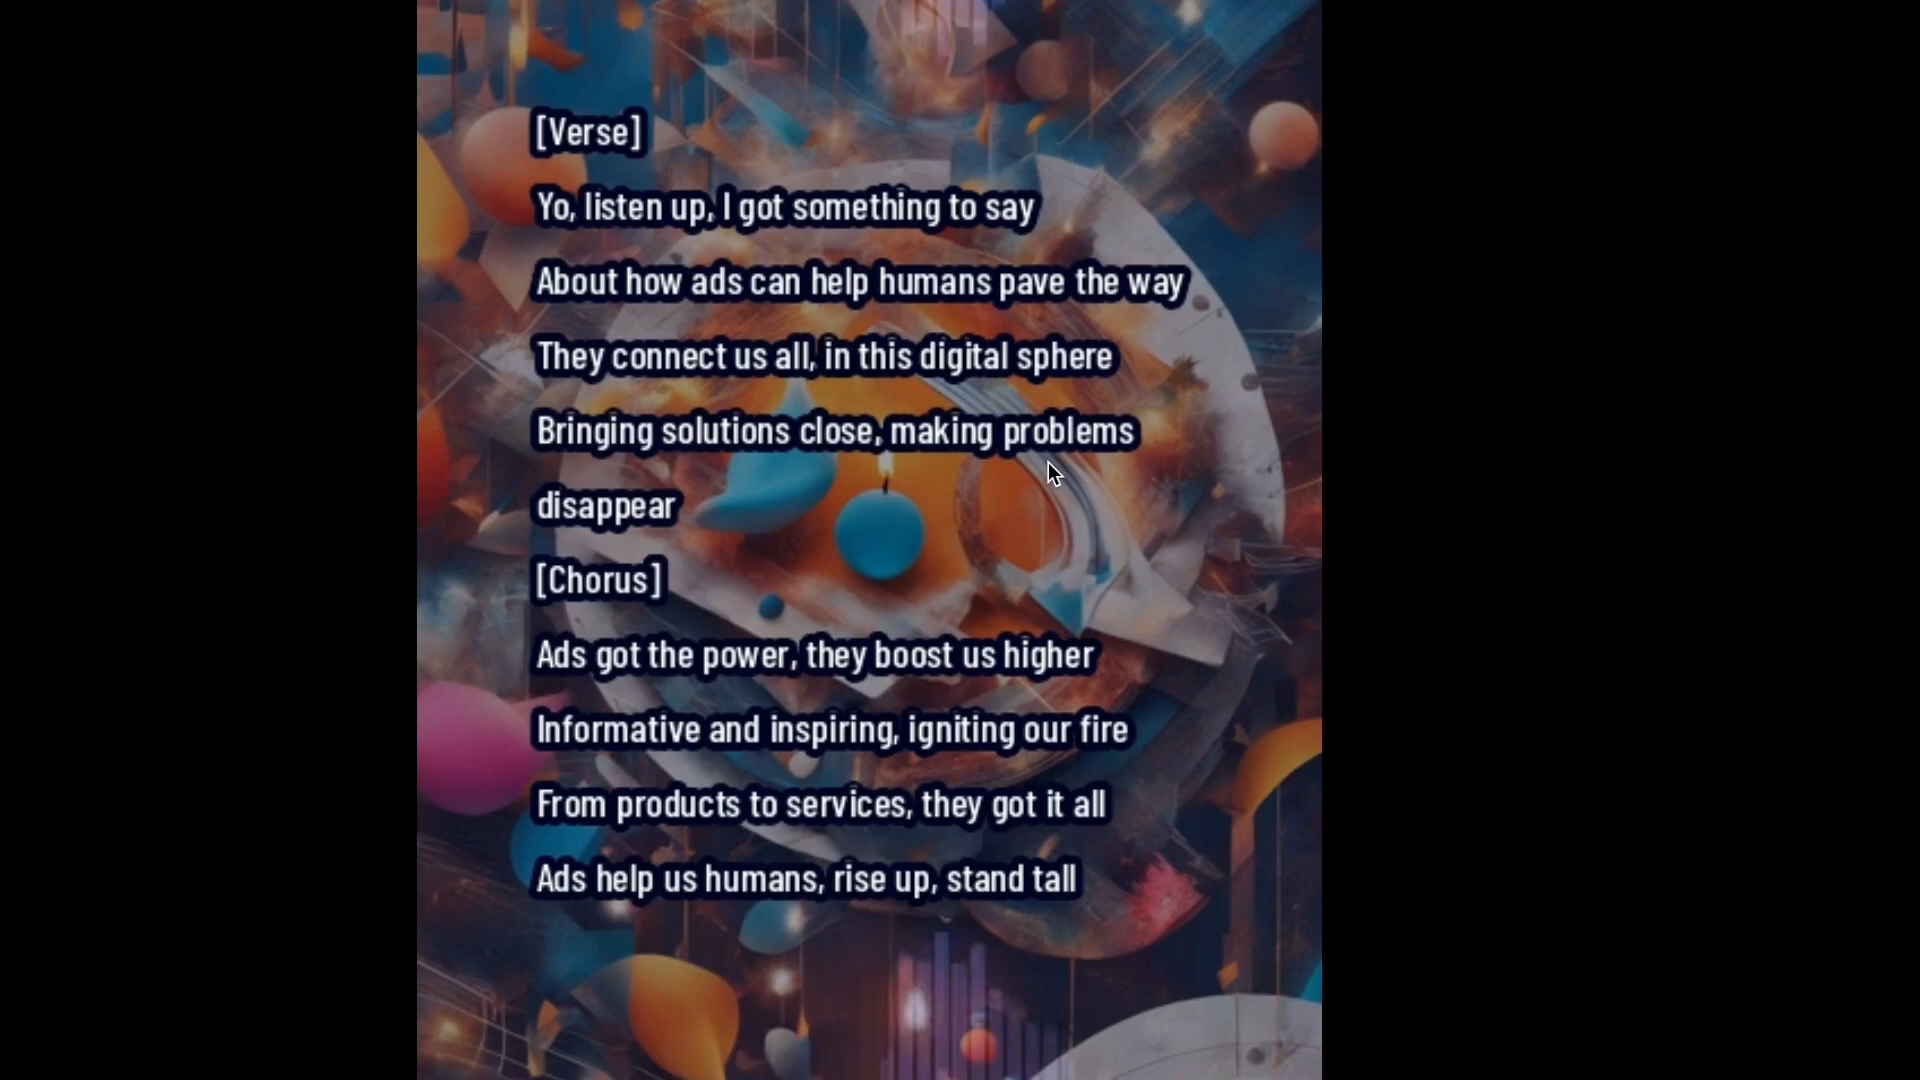 [Verse]
Yo, listen up, I got something to say
About how ads can help humans pave the way
They connect us all, in this digital sphere
Bringing solutions close, making problems
disappear
[Chorus]
Ads got the power, they boost us higher
Informative and inspiring, igniting our fire
From products to services, they got it all
Ads help us humans, rise up, stand tall